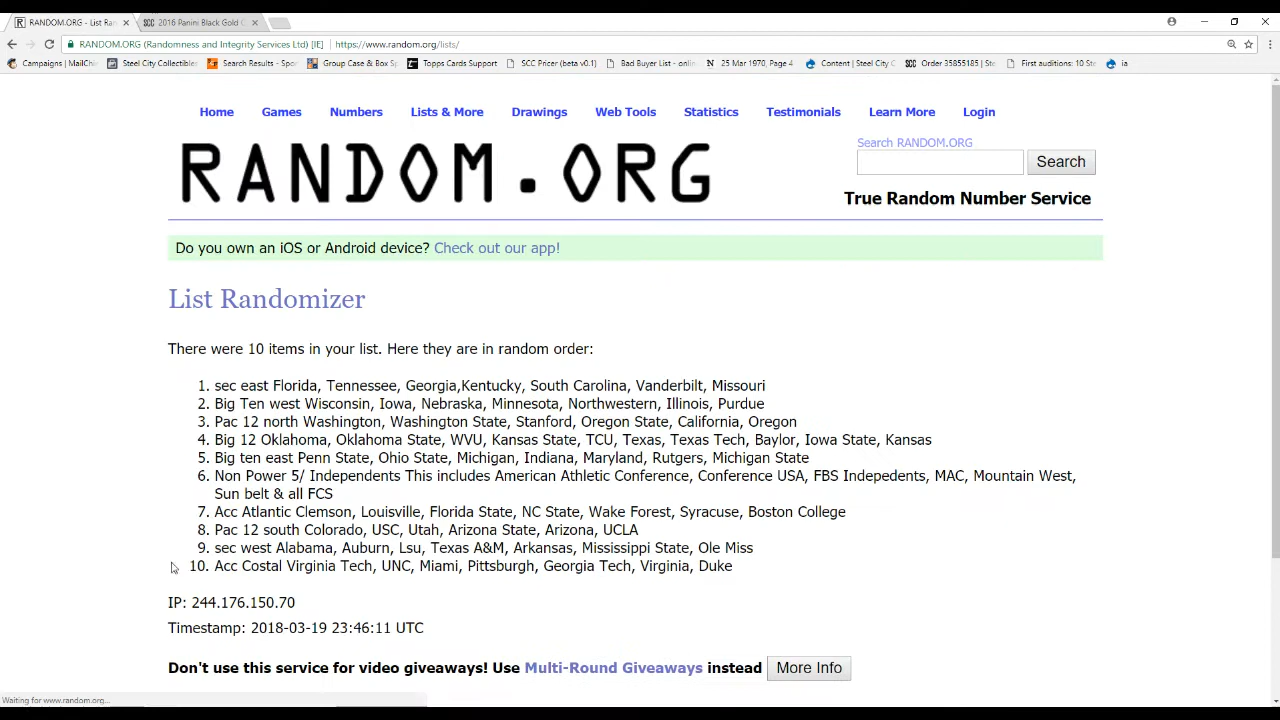 RANDOM.ORG - List Ran
SCC 2016 Panini Black Gold C
RANDOM.ORG (Randomness and Integrity Services Ltd) [IE] https://www.random.org/lists/
Campaigns | MailChi Steel City Collectibles Search Results - Spo Group Case & Box Sp Topps Cards Support SCC Pricer (beta v0.1) Bad Buyer List - onlin 25 Mar 1970, Page 4 Content | Steel City C Order 35855185 | Ste First auditions: 10 Ste ia
Home Games Numbers Lists & More Drawings Web Tools Statistics Testimonials Learn More Login
Search RANDOM.ORG
RANDOM.ORG
Search
True Random Number Service
Do you own an iOS or Android device? Check out our app!
List Randomizer
There were 10 items in your list. Here they are in random order:
1. sec east Florida, Tennessee, Georgia,Kentucky, South Carolina, Vanderbilt, Missouri
2. Big Ten west Wisconsin, Iowa, Nebraska, Minnesota, Northwestern, Illinois, Purdue
3. Pac 12 north Washington, Washington State, Stanford, Oregon State, California, Oregon
4. Big 12 Oklahoma, Oklahoma State, WVU, Kansas State, TCU, Texas, Texas Tech, Baylor, Iowa State, Kansas
5. Big ten east Penn State, Ohio State, Michigan, Indiana, Maryland, Rutgers, Michigan State
6. Non Power 5/ Independents This includes American Athletic Conference, Conference USA, FBS Indepedents, MAC, Mountain West,
Sun belt & all FCS
7. Acc Atlantic Clemson, Louisville, Florida State, NC State, Wake Forest, Syracuse, Boston College
8. Pac 12 south Colorado, USC, Utah, Arizona State, Arizona, UCLA
9. sec west Alabama, Auburn, Lsu, Texas A&M, Arkansas, Mississippi State, Ole Miss
10. Acc Costal Virginia Tech, UNC, Miami, Pittsburgh, Georgia Tech, Virginia, Duke
IP: 244.176.150.70
Timestamp: 2018-03-19 23:46:11 UTC
Don't use this service for video giveaways! Use Multi-Round Giveaways instead More Info
Waiting for www.random.org...